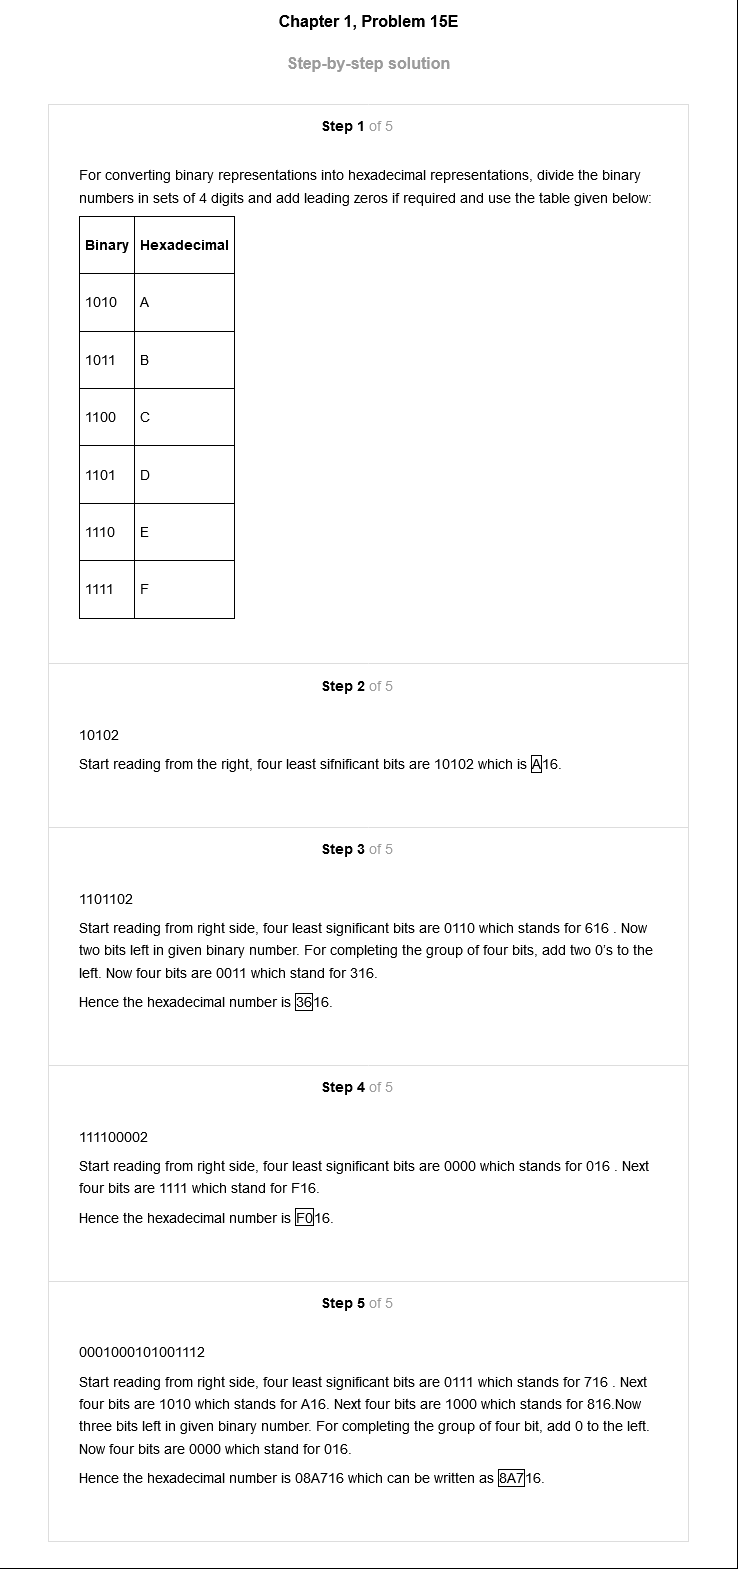 Chapter 1, Problem 15E
Step-by-step solution
Step 1 of 5
For converting binary representations into hexadecimal representations, divide the binary
numbers in sets of 4 digits and add leading zeros if required and use the table given below:
Binary Hexadecimal
1010 A
1011 B
1100 C
1101 D
1110 E
1111 F
Step 2 of 5
10102
Start reading from the right, four least sifnificant bits are 10102 which is A16.
Step 3 of 5
1101102
Start reading from right side, four least significant bits are 0110 which stands for 616 . Now
two bits left in given binary number. For completing the group of four bits, add two 0's to the
left. Now four bits are 0011 which stand for 316.
Hence the hexadecimal number is 3616.
Step 4 of 5
111100002
Start reading from right side, four least significant bits are 0000 which stands for 016 . Next
four bits are 1111 which stand for F16.
Hence the hexadecimal number is F016.
Step 5 of 5
0001000101001112
Start reading from right side, four least significant bits are 0111 which stands for 716 . Next
four bits are 1010 which stands for A16. Next four bits are 1000 which stands for 816.Now
three bits left in given binary number. For completing the group of four bit, add 0 to the left.
Now four bits are 0000 which stand for 016.
Hence the hexadecimal number is 08A716 which can be written as 8A716.